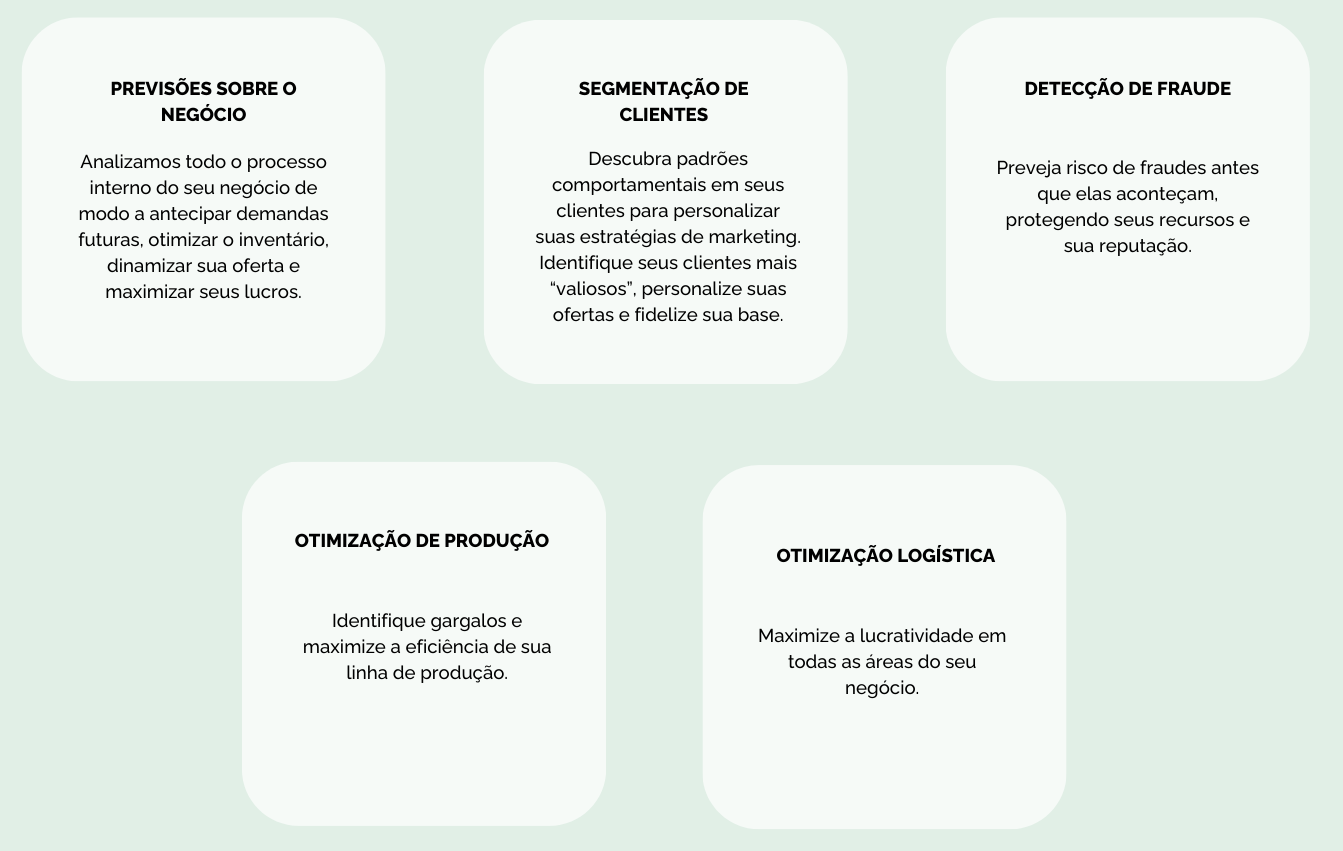 PREVISÕES SOBRE O
NEGÓCIO
Analizamos todo o processo
interno do seu negócio de
modo a antecipar demandas
futuras, otimizar o inventário,
dinamizar sua oferta e
maximizar seus lucros.
SEGMENTAÇÃO DE
CLIENTES
Descubra padrões
comportamentais em seus
clientes para personalizar
suas estratégias de marketing.
Identifique seus clientes mais
“valiosos”, personalize suas
ofertas e fidelize sua base.
DETECÇÃO DE FRAUDE
Preveja risco de fraudes antes
que elas aconteçam,
protegendo seus recursos e
sua reputação.
OTIMIZAÇÃO DE PRODUÇÃO
Identifique gargalos e
maximize a eficiência de sua
linha de produção.
OTIMIZAÇÃO LOGÍSTICA
Maximize a lucratividade em
todas as áreas do seu
negócio.